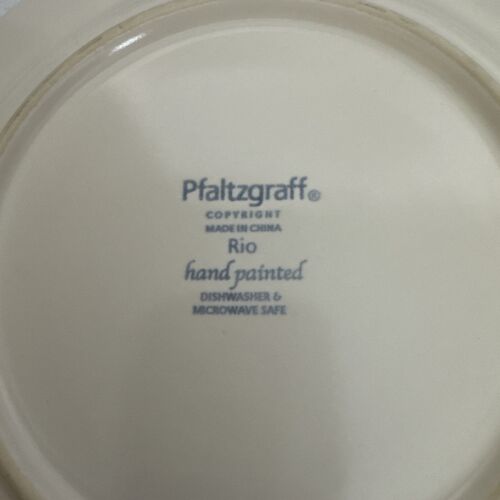 Pfaltzgraff®
COPYRIGHT
MADE IN CHINA
Rio
hand painted
DISHWASHER &
MICROWAVE SAFE